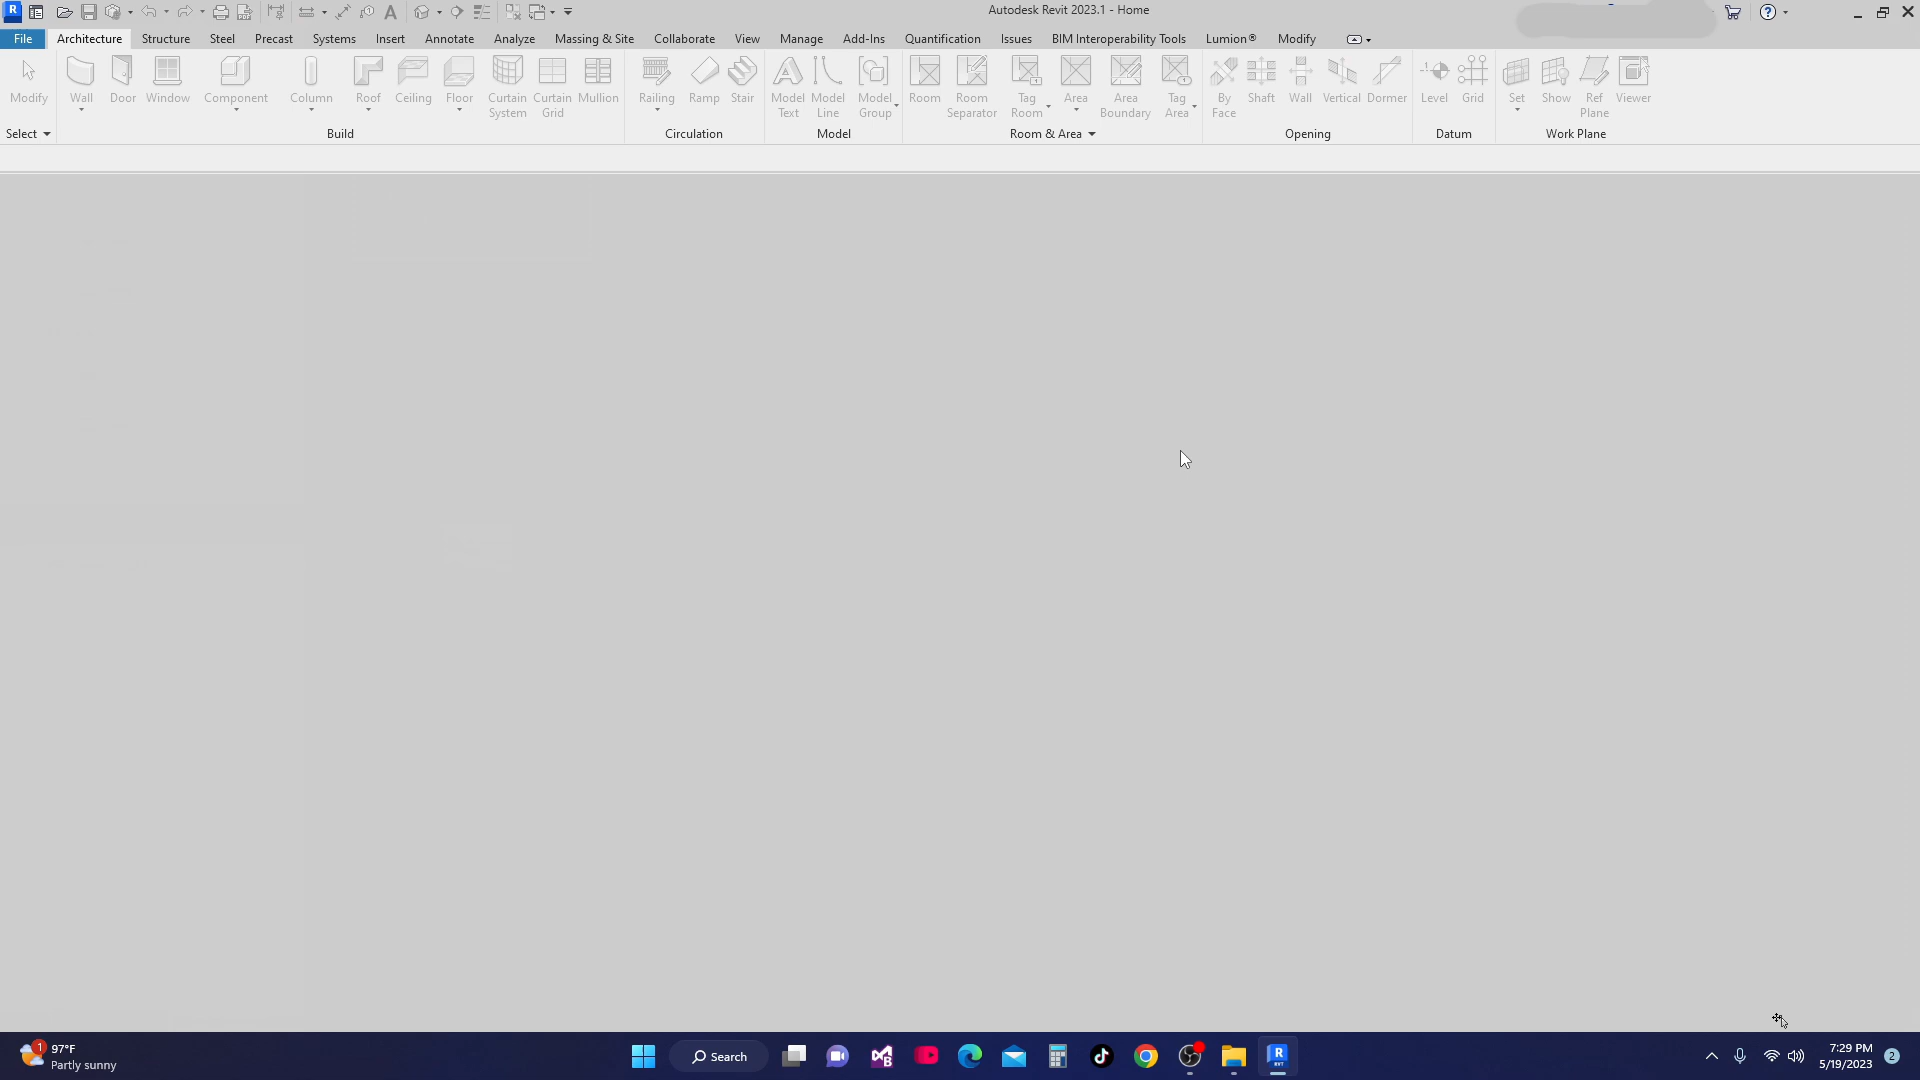 Autodesk Revit 2023.1 - Home
File Architecture Structure Steel Precast Systems Insert Annotate Analyze Massing & Site Collaborate View Manage Add-Ins Quantification Issues BIM Interoperability Tools Lumion® Modify
Modify Wall Door Window Component Column Roof Ceiling Floor Curtain System Curtain Grid Mullion Railing Ramp Stair Model Text Model Line Model Group Room Room Separator Tag Room Area Area Boundary Tag Area By Face Shaft Wall Vertical Dormer Level Grid Set Show Ref Plane Viewer
Select Build Circulation Model Room & Area Opening Datum Work Plane
1 97°F
Partly sunny
Search
7:29 PM
5/19/2023
2